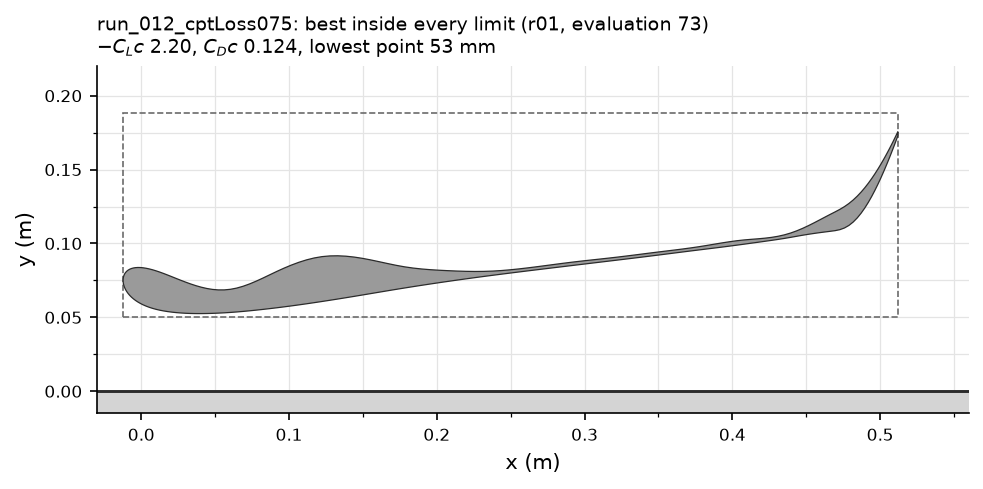 run_012_cptLoss075: best inside every limit (r01, evaluation 73)
−C_Lc 2.20, C_Dc 0.124, lowest point 53 mm
0.20
0.15
0.10
0.05
0.00
y (m)
0.0 0.1 0.2 0.3 0.4 0.5
x (m)